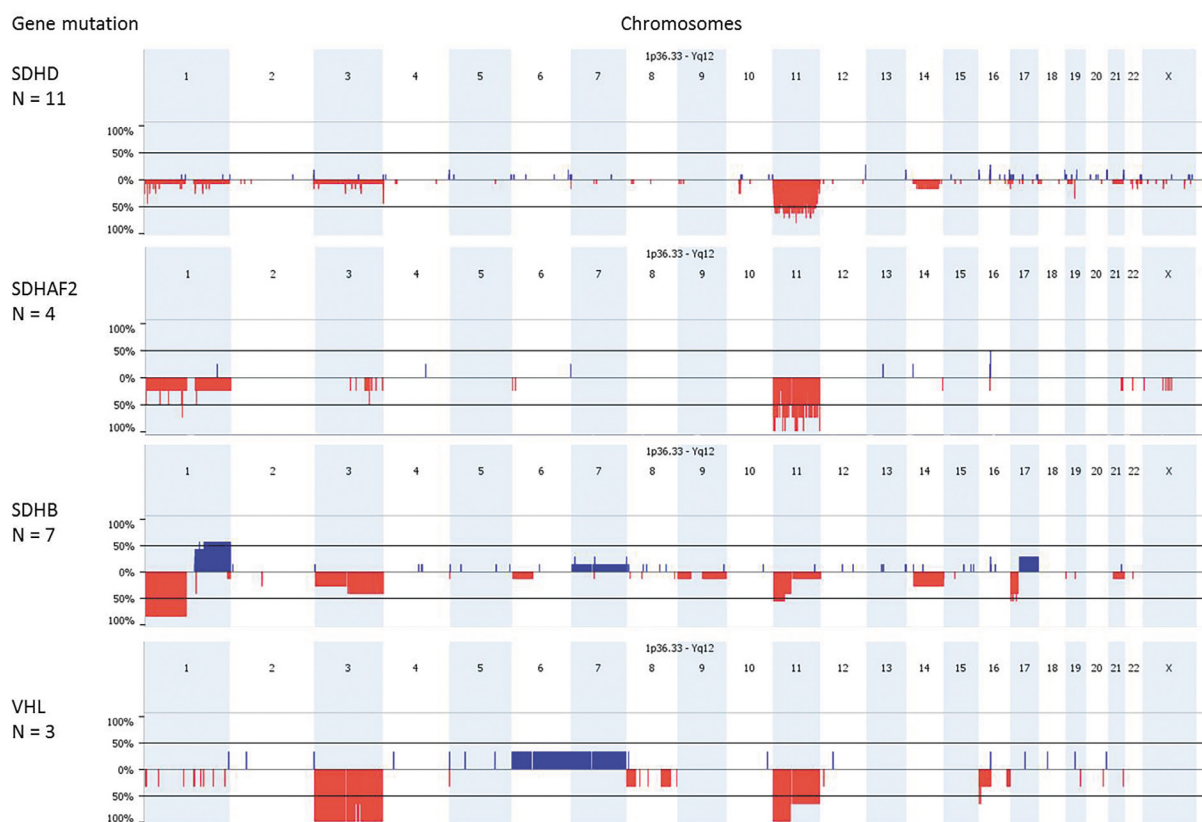 Gene mutation
Chromosomes
1p36.33 - Yq12
SDHD
N = 11
1 2 3 4 5 6 7 8 9 10 11 12 13 14 15 16 17 18 19 20 21 22 X
100%
50%
0%
50%
100%
1p36.33 - Yq12
SDHAF2
N = 4
1 2 3 4 5 6 7 8 9 10 11 12 13 14 15 16 17 18 19 20 21 22 X
100%
50%
0%
50%
100%
1p36.33 - Yq12
SDHB
N = 7
1 2 3 4 5 6 7 8 9 10 11 12 13 14 15 16 17 18 19 20 21 22 X
100%
50%
0%
50%
100%
1p36.33 - Yq12
VHL
N = 3
1 2 3 4 5 6 7 8 9 10 11 12 13 14 15 16 17 18 19 20 21 22 X
100%
50%
0%
50%
100%